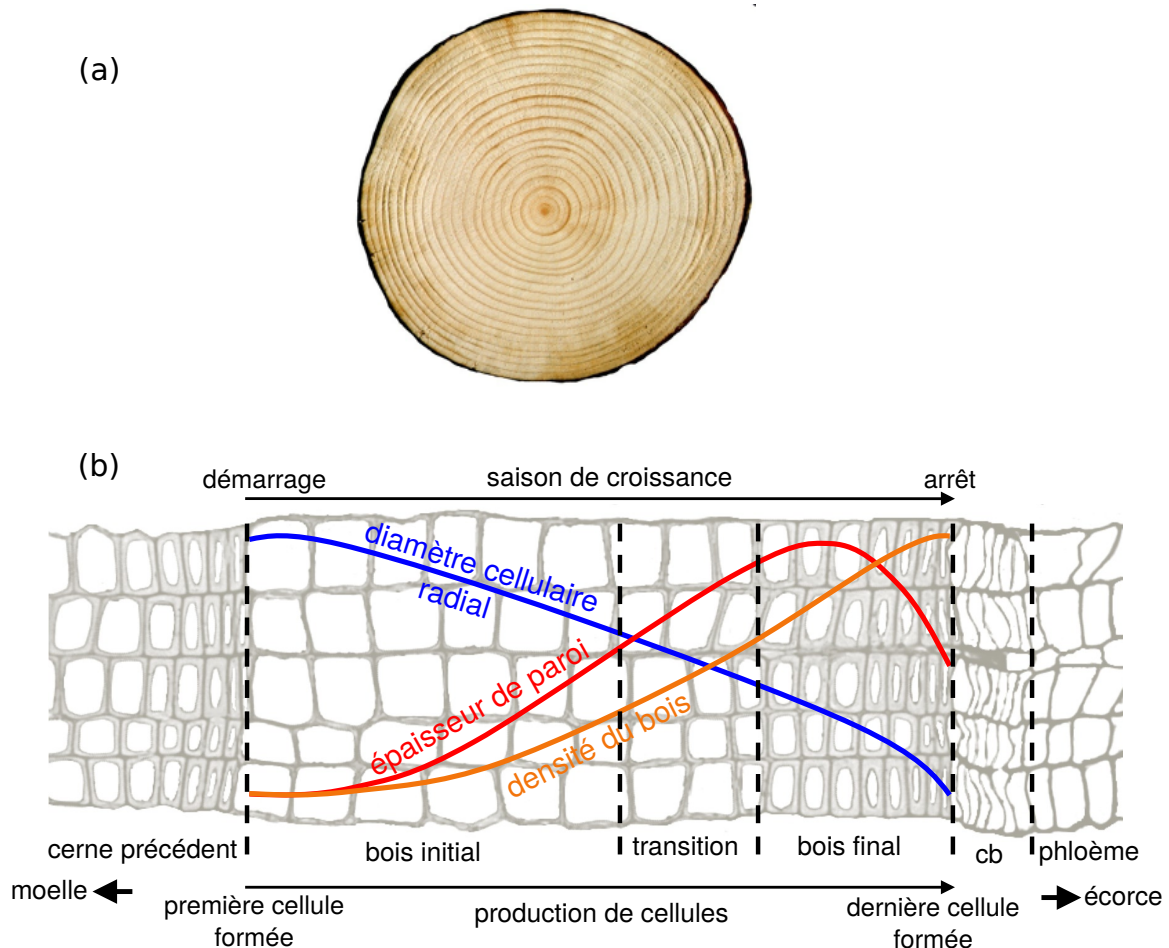 (a)
(b)
démarrage
saison de croissance
arrêt
diamètre cellulaire
radial
épaisseur de paroi
densité du bois
cerne précédent
bois initial
transition
bois final
cb
phloème
moelle
écorce
première cellule
formée
production de cellules
dernière cellule
formée